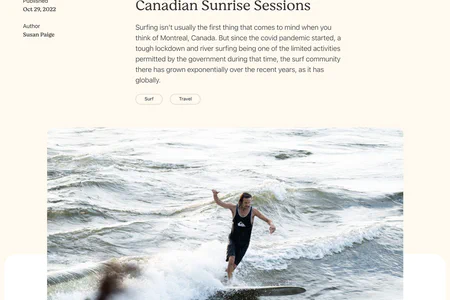 Published
Oct 29, 2022
Author
Susan Paige
Canadian Sunrise Sessions
Surfing isn't usually the first thing that comes to mind when you
think of Montreal, Canada. But since the covid pandemic started, a
tough lockdown and river surfing being one of the limited activities
permitted by the government during that time, the surf community
there has grown exponentially over the recent years, as it has
globally.
Surf
Travel